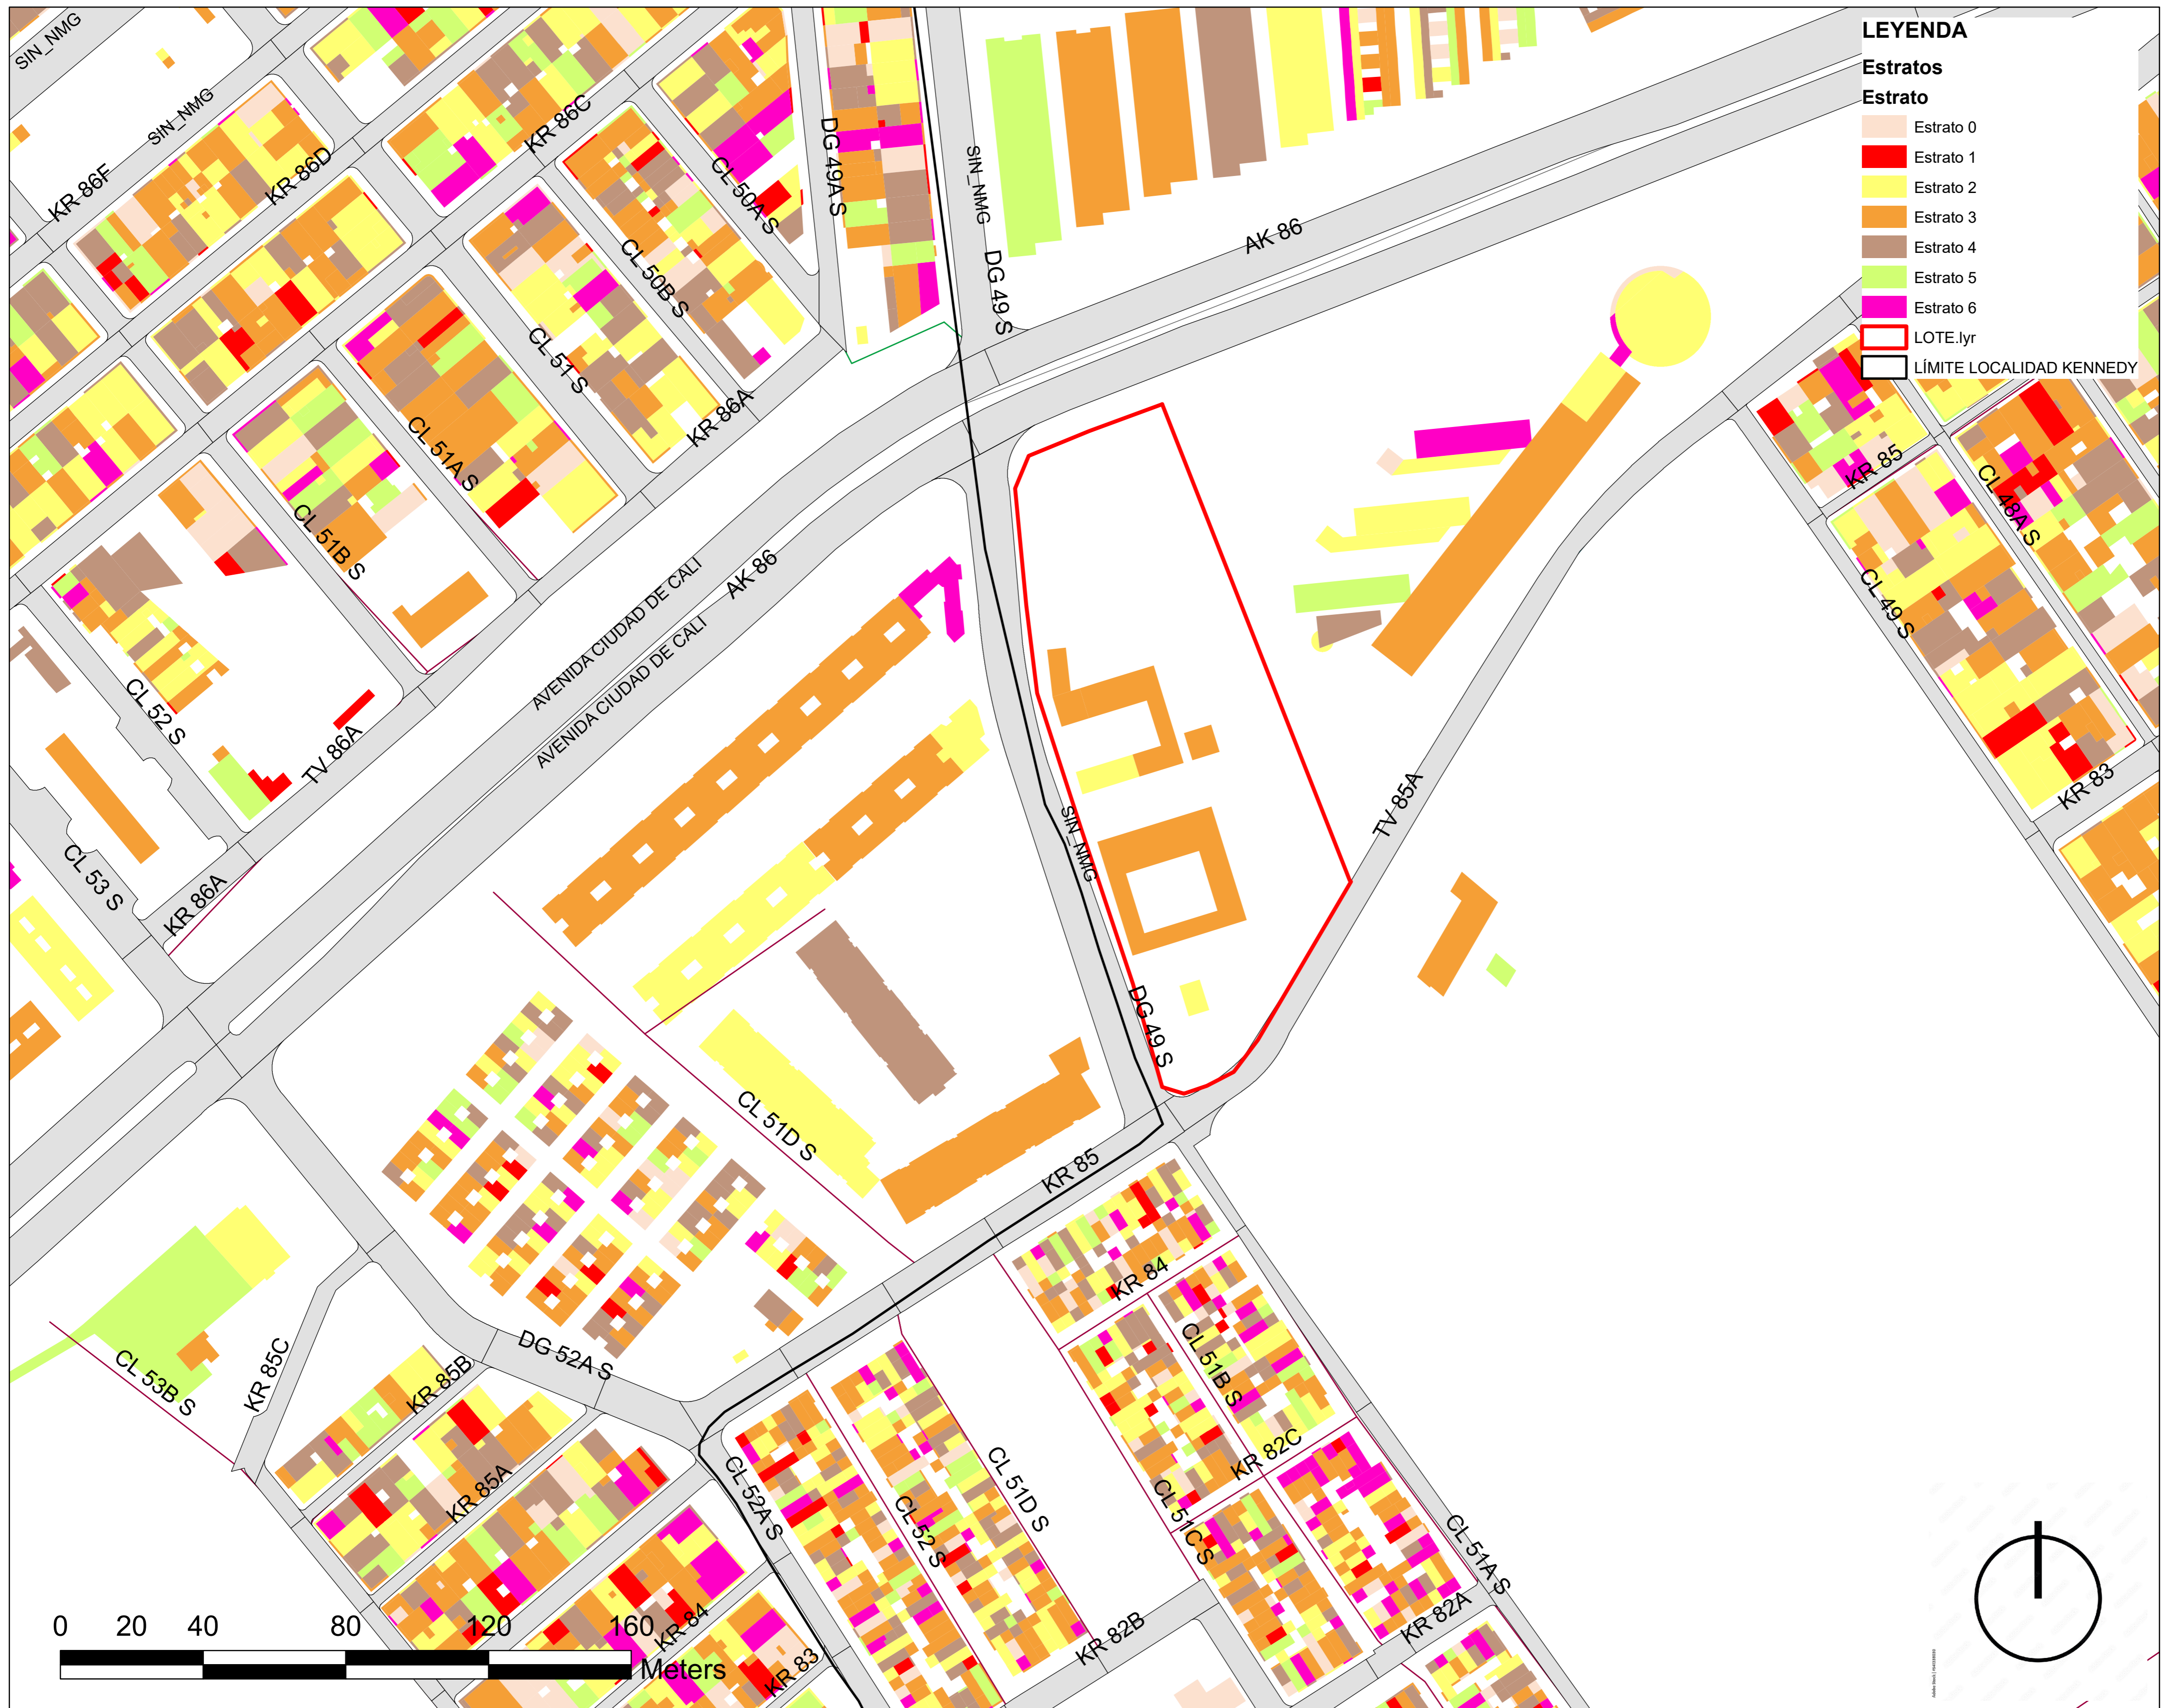 LEYENDA
Estratos
Estrato
Estrato 0
Estrato 1
Estrato 2
Estrato 3
Estrato 4
Estrato 5
Estrato 6
LOTE.lyr
LÍMITE LOCALIDAD KENNEDY
SIN_NMG
SIN_NMG
KR 86F
KR 86D
KR 86C
CL 50A S
DG 49A S
SIN_NMG
DG 49 S
AK 86
CL 50B S
CL 51 S
KR 86A
CL 51A S
CL 51B S
KR 85
CL 48A S
CL 49 S
KR 83
AVENIDA CIUDAD DE CALI
AK 86
AVENIDA CIUDAD DE CALI
CL 52 S
TV 86A
CL 53 S
KR 86A
SIN_NMG
TV 85A
DG 49 S
CL 51D S
KR 85
KR 84
CL 51B S
KR 85C
CL 53B S
DG 52A S
KR 85B
KR 85A
CL 52A S
CL 52 S
CL 51D S
KR 82C
CL 51C S
CL 51A S
KR 82A
KR 82B
KR 84
KR 83
0 20 40 80 120 160
Meters